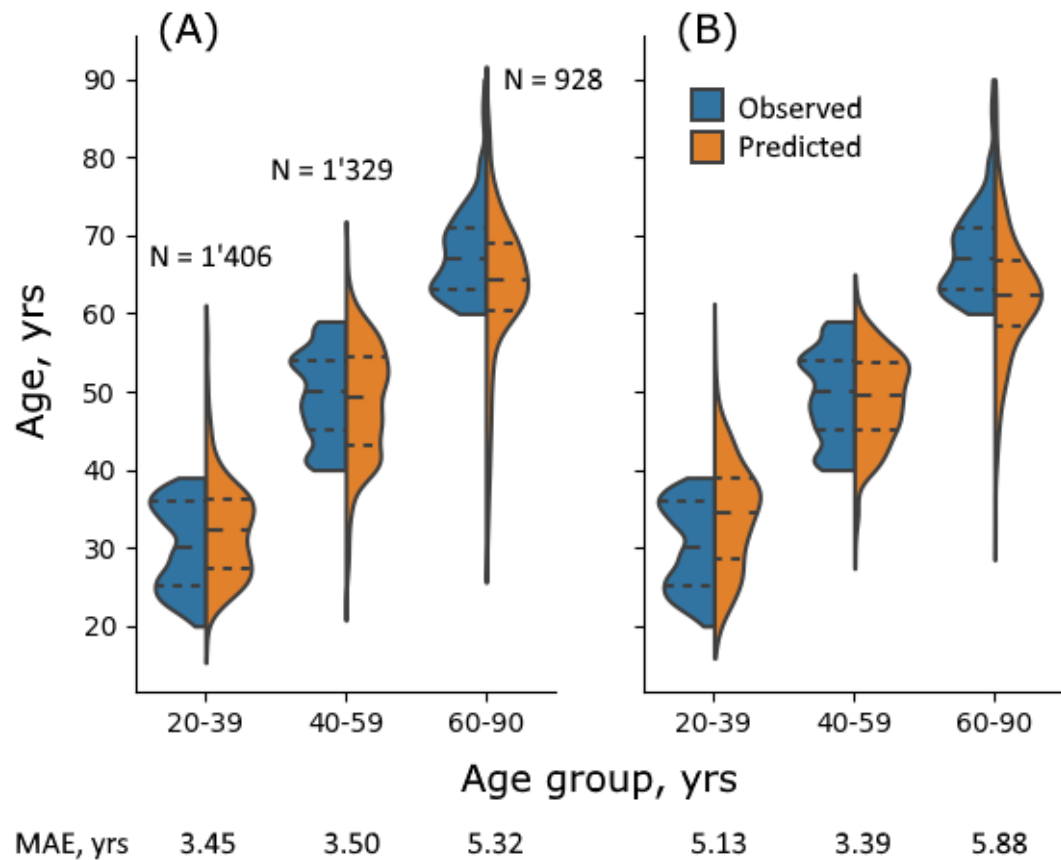 (A)
(B)
90
80
70
60
50
40
30
20
Age, yrs
N = 1'406
N = 1'329
N = 928
Observed
Predicted
20-39 40-59 60-90 20-39 40-59 60-90
Age group, yrs
MAE, yrs 3.45 3.50 5.32 5.13 3.39 5.88